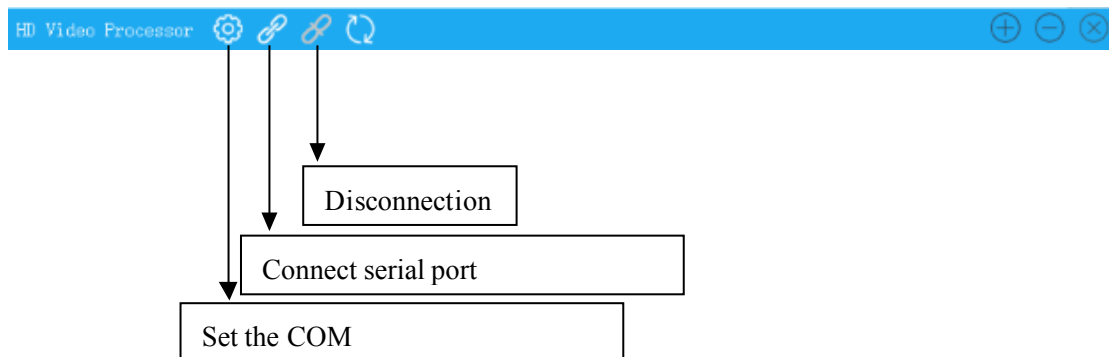 HD Video Processor
Disconnection
Connect serial port
Set the COM